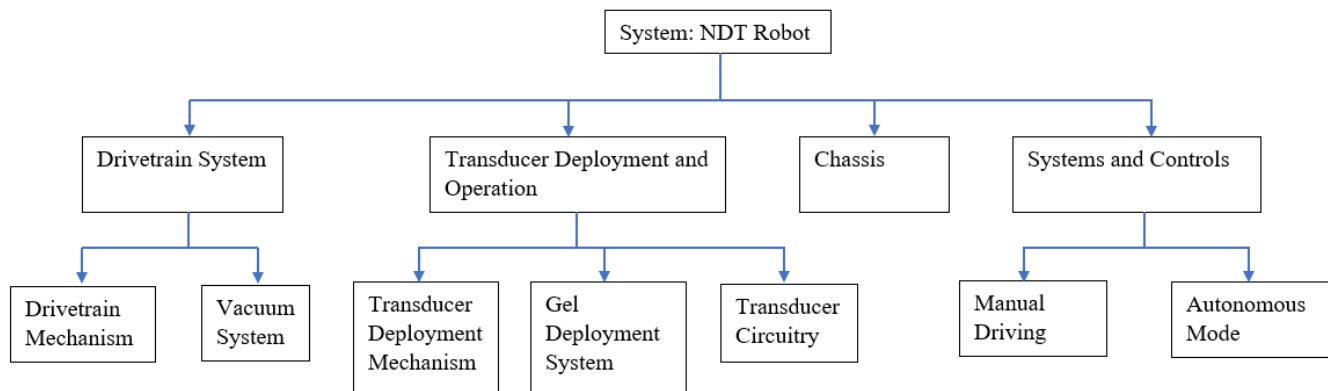 System: NDT Robot
Drivetrain System
Transducer Deployment and
Operation
Chassis
Systems and Controls
Drivetrain
Mechanism
Vacuum
System
Transducer
Deployment
Mechanism
Gel
Deployment
System
Transducer
Circuitry
Manual
Driving
Autonomous
Mode